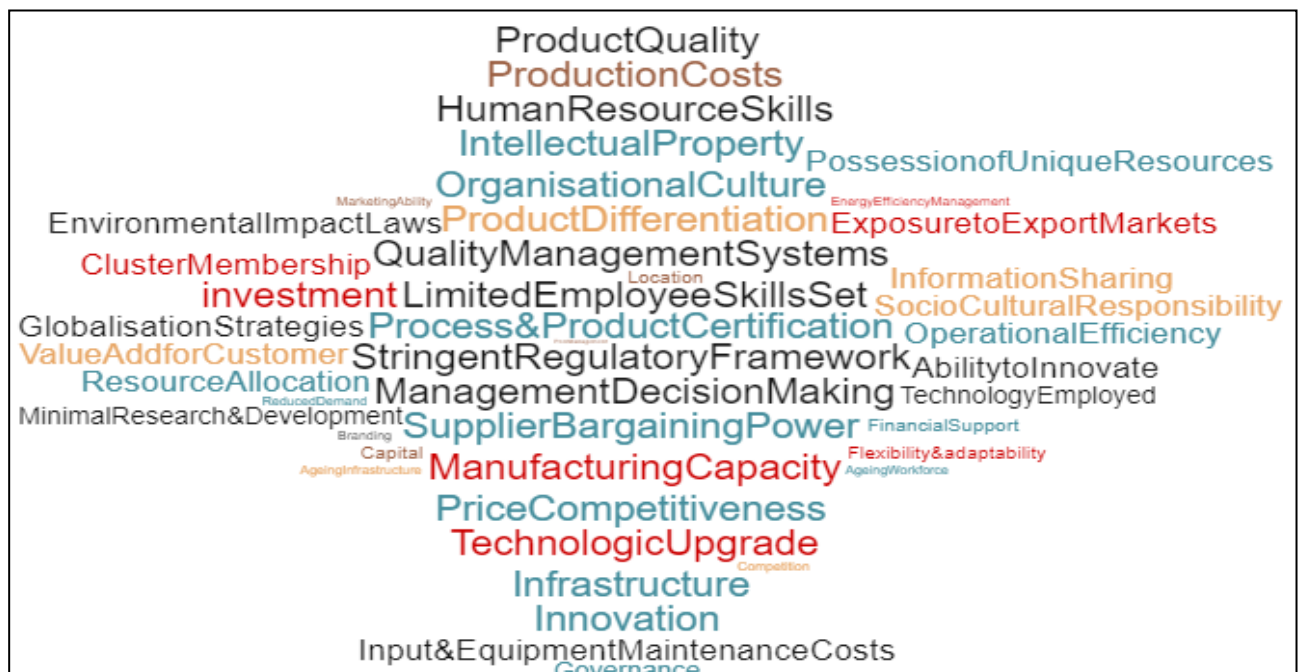 ProductQuality
ProductionCosts
HumanResourceSkills
IntellectualProperty PossessionofUniqueResources
OrganisationalCulture
MarketingAbility EnergyEfficiencyManagement
EnvironmentalImpactLaws ProductDifferentiation ExposuretoExportMarkets
ClusterMembership QualityManagementSystems
Location InformationSharing
investment LimitedEmployeeSkillsSet SocioCulturalResponsibility
GlobalisationStrategies Process&ProductCertification OperationalEfficiency
ValueAddforCustomer StringentRegulatoryFramework AbilitytoInnovate
ResourceAllocation ManagementDecisionMaking TechnologyEmployed
ReducedDemand
MinimalResearch&Development SupplierBargainingPower FinancialSupport
Branding
Capital Flexibility&adaptability
AgeingInfrastructure ManufacturingCapacity AgeingWorkforce
PriceCompetitiveness
TechnologicUpgrade
Competition
Infrastructure
Innovation
Input&EquipmentMaintenanceCosts
Governance